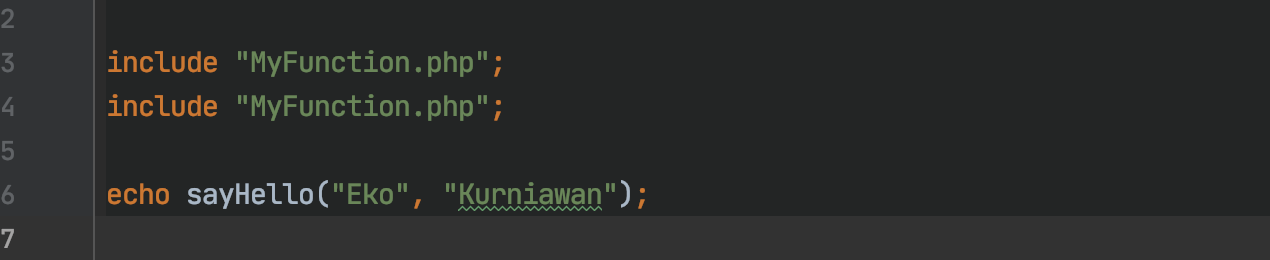 2
3 include "MyFunction.php";
4 include "MyFunction.php";
5
6 echo sayHello("Eko", "Kurniawan");
7